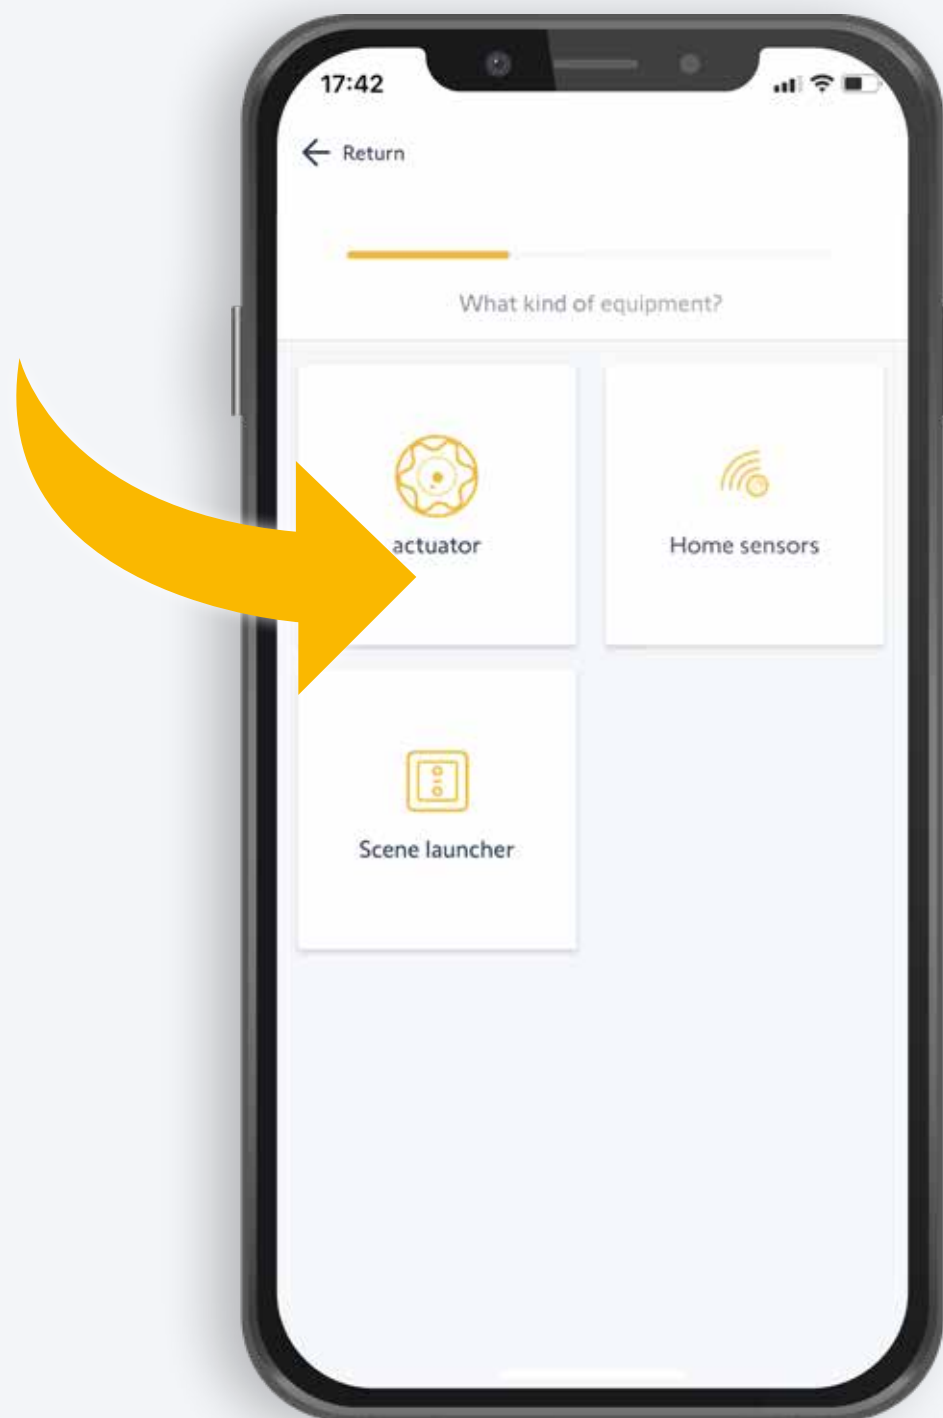 17:42
Return
What kind of equipment?
actuator
Home sensors
Scene launcher